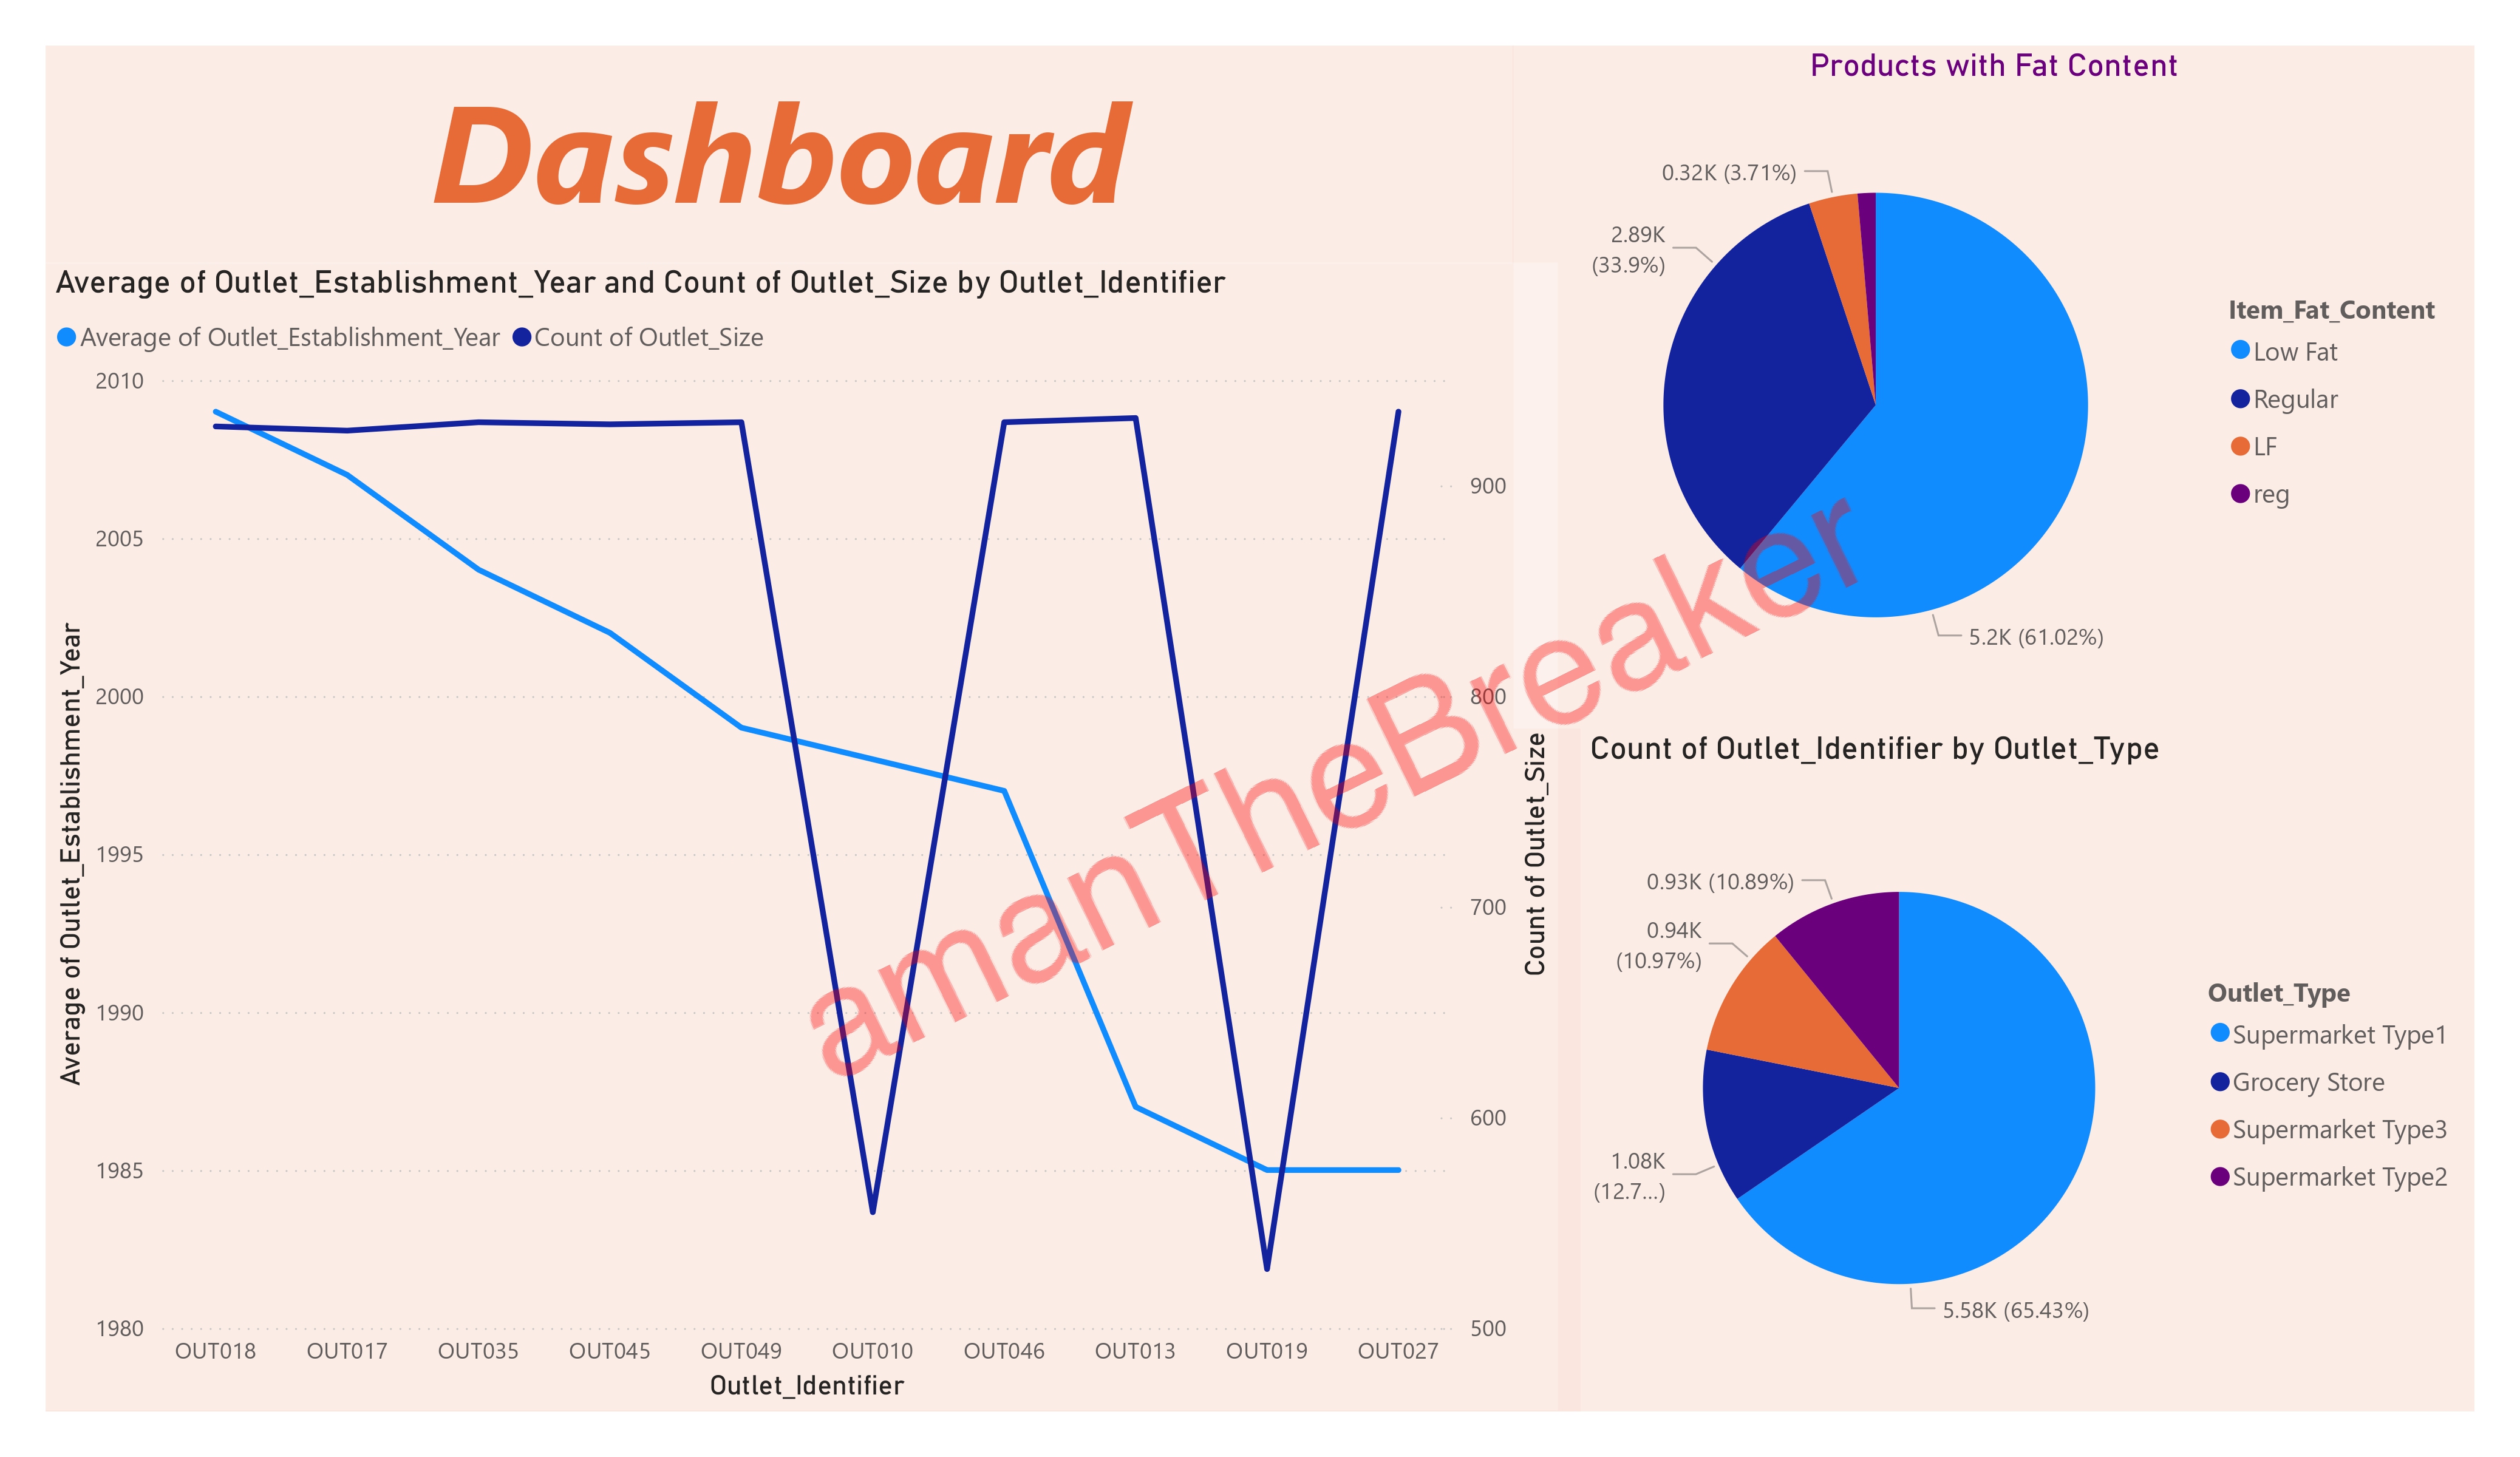 Dashboard
Average of Outlet_Establishment_Year and Count of Outlet_Size by Outlet_Identifier
Average of Outlet_Establishment_Year
Count of Outlet_Size
Average of Outlet_Establishment_Year
2010
2005
2000
1995
1990
1985
1980
900
800
700
600
500
Count of Outlet_Size
OUT018 OUT017 OUT035 OUT045 OUT049 OUT010 OUT046 OUT013 OUT019 OUT027
Outlet_Identifier
Products with Fat Content
0.32K (3.71%)
2.89K
(33.9%)
5.2K (61.02%)
Item_Fat_Content
Low Fat
Regular
LF
reg
Count of Outlet_Identifier by Outlet_Type
0.93K (10.89%)
0.94K
(10.97%)
1.08K
(12.7...)
5.58K (65.43%)
Outlet_Type
Supermarket Type1
Grocery Store
Supermarket Type3
Supermarket Type2
amanTheBreaker